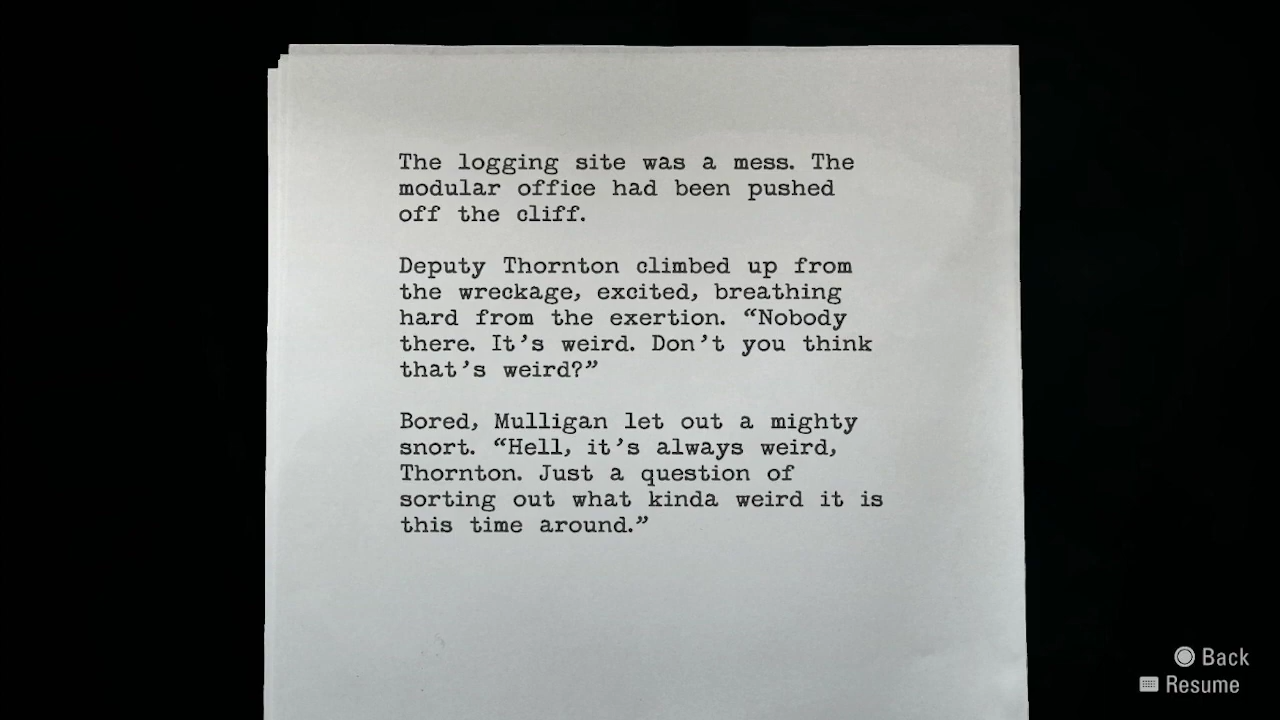 The logging site was a mess. The
modular office had been pushed
off the cliff.
Deputy Thornton climbed up from
the wreckage, excited, breathing
hard from the exertion. “Nobody
there. It’s weird. Don’t you think
that’s weird?”
Bored, Mulligan let out a mighty
snort. “Hell, it’s always weird,
Thornton. Just a question of
sorting out what kinda weird it is
this time around.”
Back
Resume